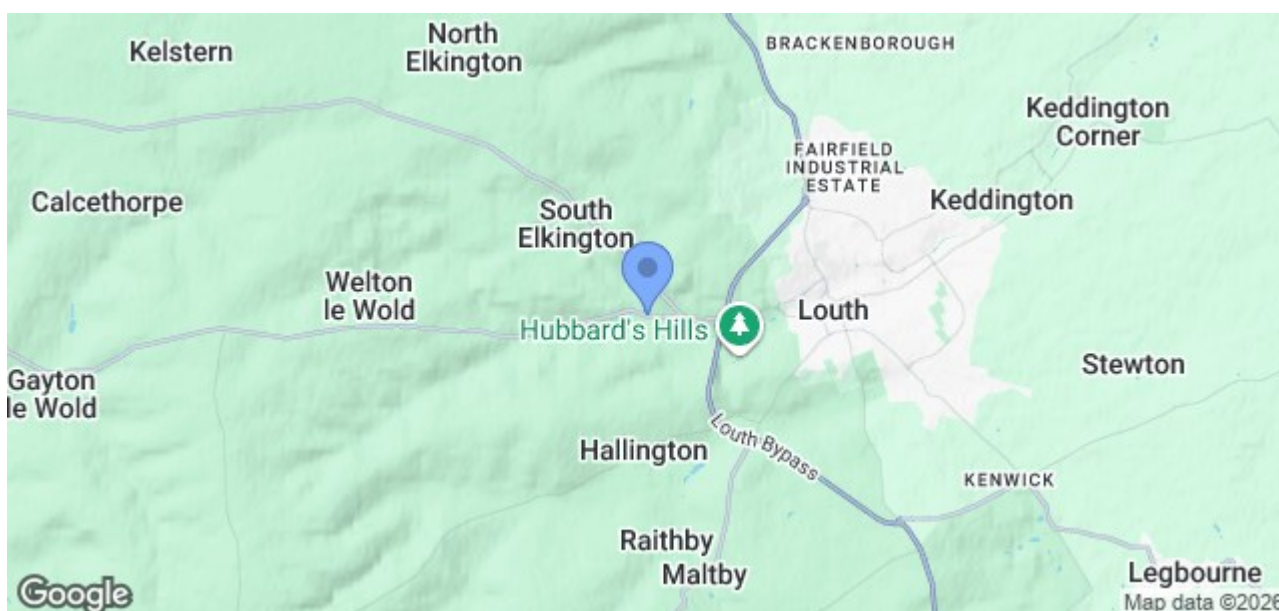 North
Elkington
Kelstern
BRACKENBOROUGH
Keddington
Corner
FAIRFIELD
INDUSTRIAL
ESTATE
Calcethorpe
Keddington
South
Elkington
Welton
le Wold
Hubbard's Hills
Louth
Stewton
Gayton
le Wold
Hallington
Louth Bypass
KENWICK
Raithby
Maltby
Legbourne
Google
Map data ©2026